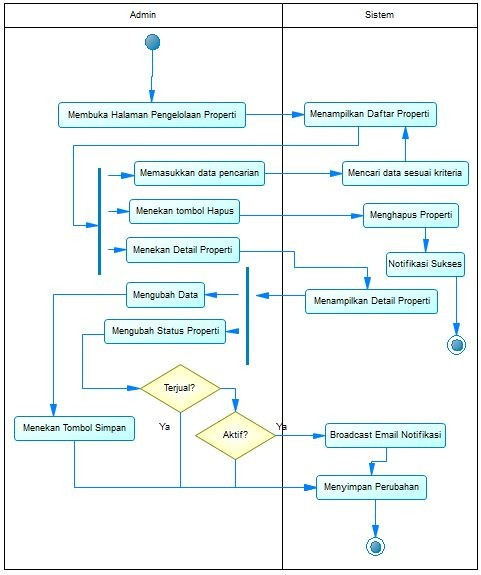 Admin
Sistem
Membuka Halaman Pengelolaan Properti
Menampilkan Daftar Properti
Memasukkan data pencarian
Mencari data sesuai kriteria
Menekan tombol Hapus
Menghapus Properti
Menekan Detail Properti
Notifikasi Sukses
Mengubah Data
Menampilkan Detail Properti
Mengubah Status Properti
Terjual?
Ya
Menekan Tombol Simpan
Aktif?
Ya
Broadcast Email Notifikasi
Menyimpan Perubahan